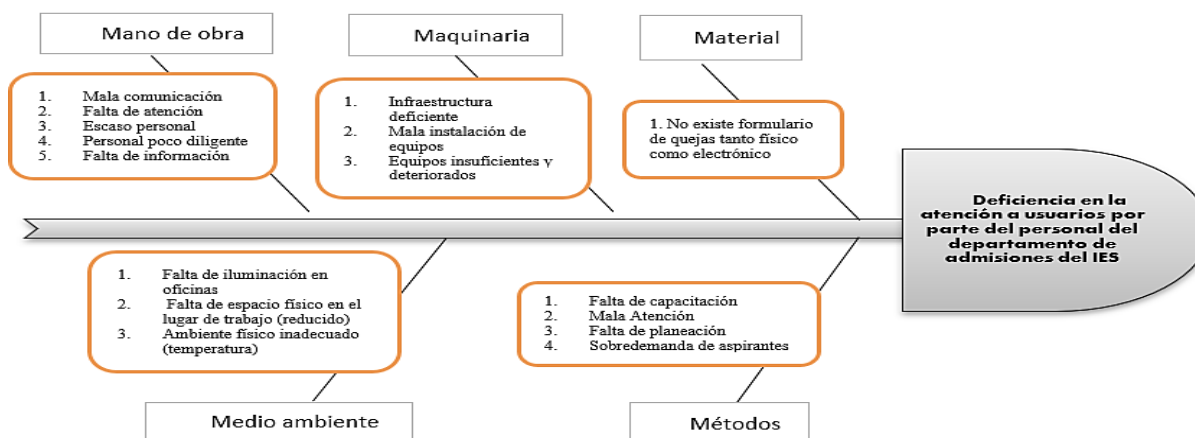 Mano de obra
1. Mala comunicación
2. Falta de atención
3. Escaso personal
4. Personal poco diligente
5. Falta de información
Maquinaria
1. Infraestructura
deficiente
2. Mala instalación de
equipos
3. Equipos insuficientes y
deteriorados
Material
1. No existe formulario
de quejas tanto físico
como electrónico
Deficiencia en la
atención a usuarios por
parte del personal del
departamento de
admisiones del IES
1. Falta de iluminación en
oficinas
2. Falta de espacio físico en el
lugar de trabajo (reducido)
3. Ambiente físico inadecuado
(temperatura)
Medio ambiente
1. Falta de capacitación
2. Mala Atención
3. Falta de planeación
4. Sobredemanda de aspirantes
Métodos